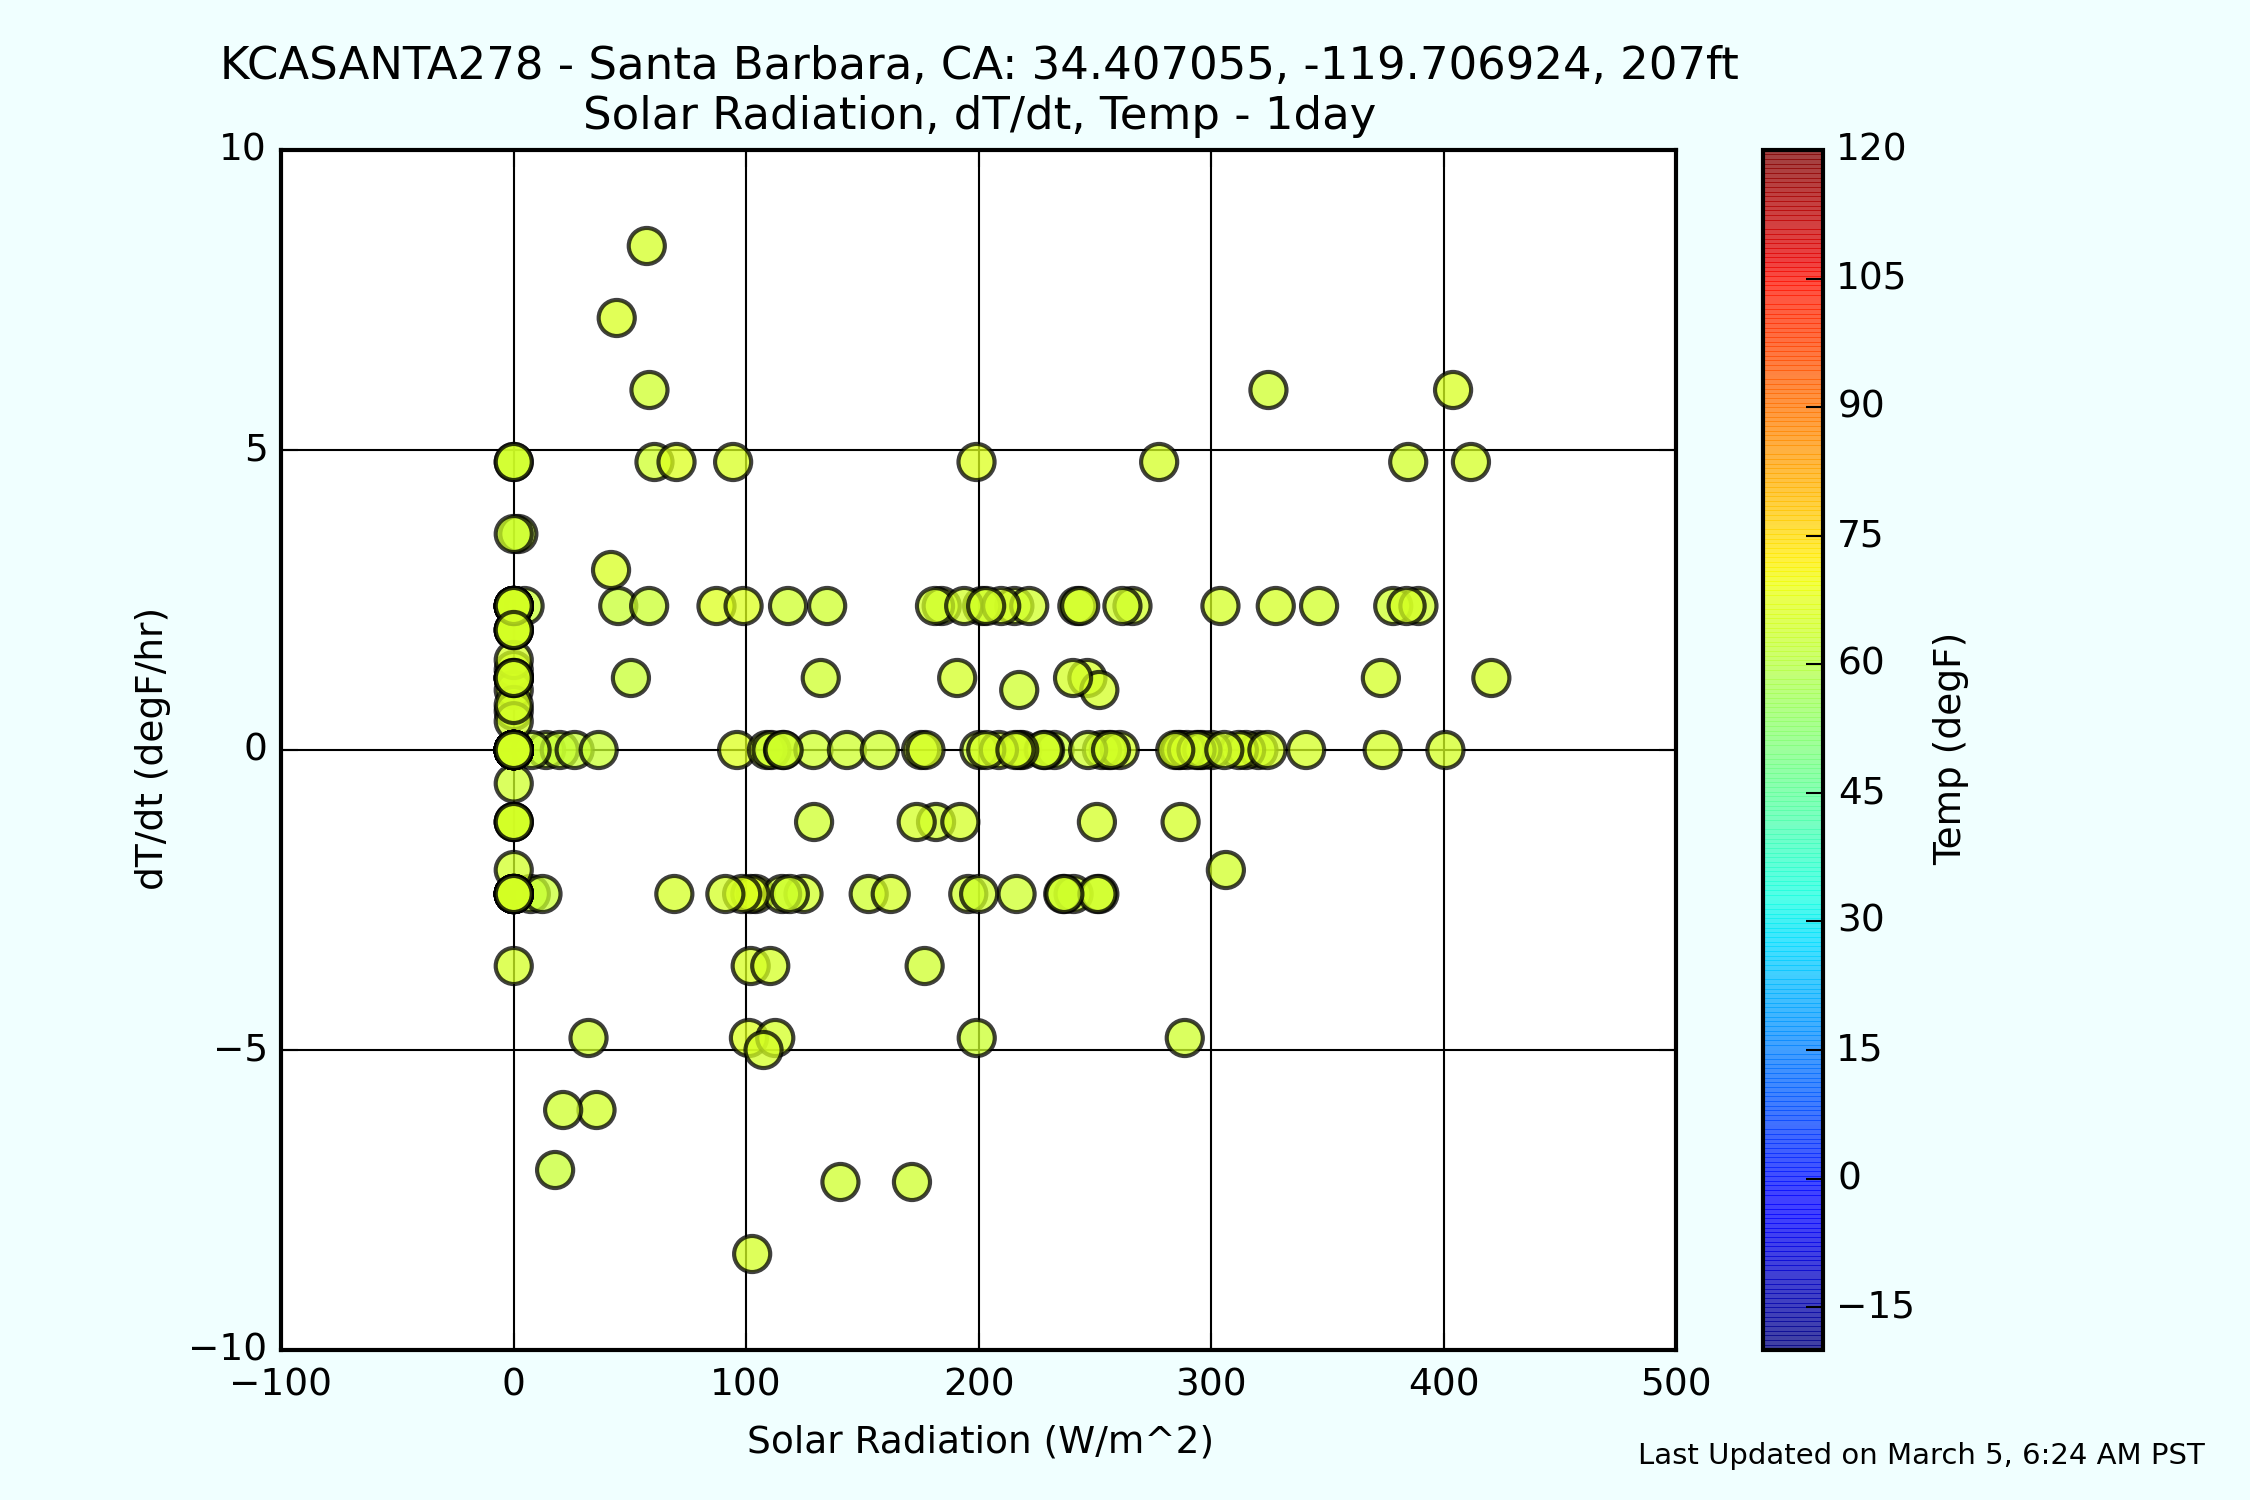 KCASANTA278 - Santa Barbara, CA: 34.407055, -119.706924, 207ft
Solar Radiation, dT/dt, Temp - 1day
10
5
0
−5
−10
dT/dt (degF/hr)
−100 0 100 200 300 400 500
Solar Radiation (W/m^2)
120
105
90
75
60
45
30
15
0
−15
Temp (degF)
Last Updated on March 5, 6:24 AM PST